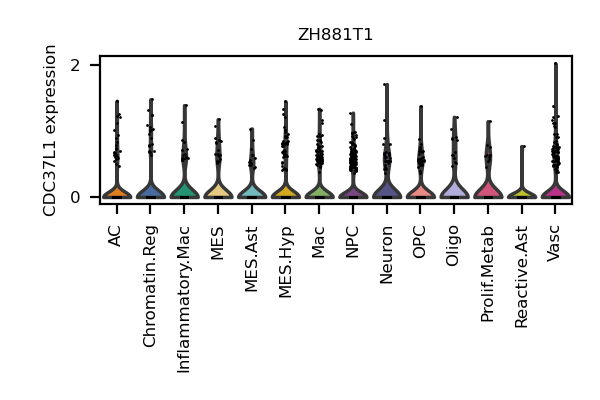 ZH881T1
CDC37L1 expression
2
0
AC
Chromatin.Reg
Inflammatory.Mac
MES
MES.Ast
MES.Hyp
Mac
NPC
Neuron
OPC
Oligo
Prolif.Metab
Reactive.Ast
Vasc